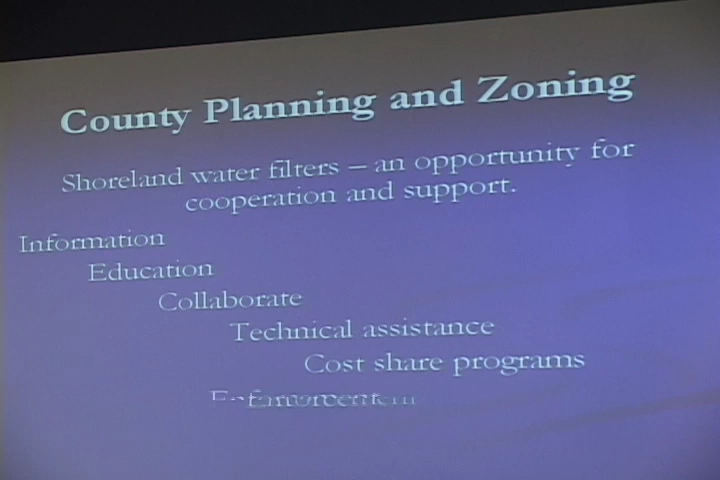 County Planning and Zoning
Shoreland water filters – an opportunity for
cooperation and support.
Information
Education
Collaborate
Technical assistance
Cost share programs